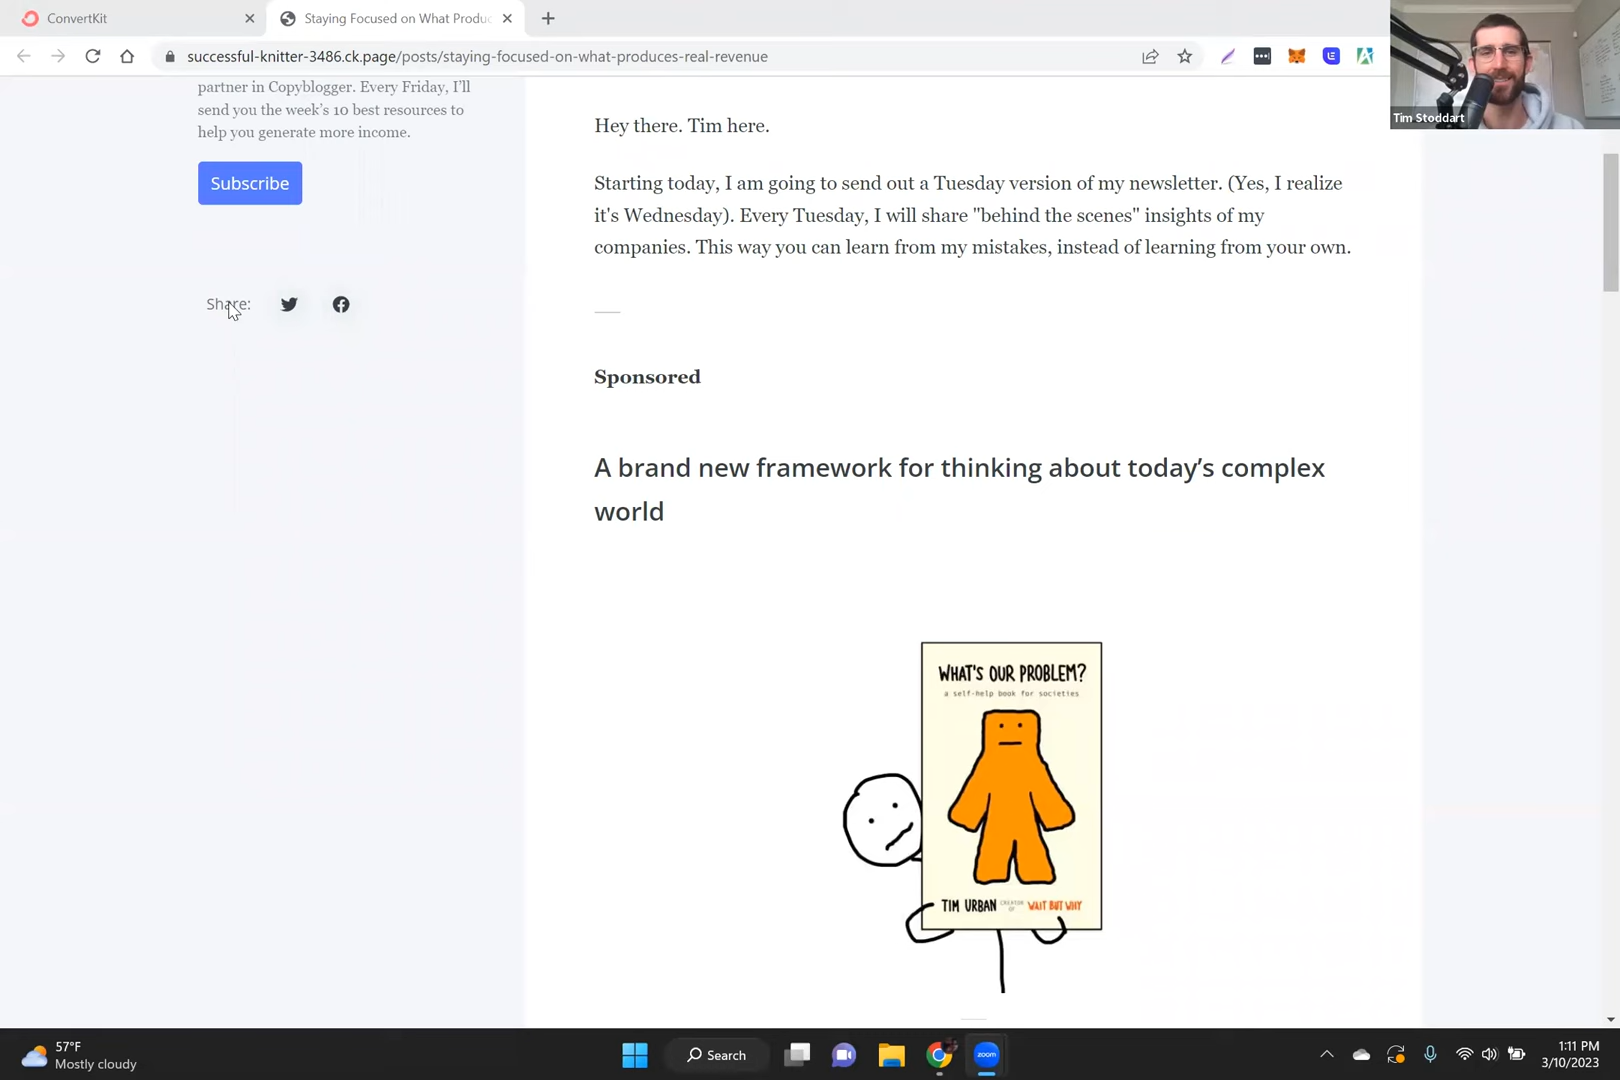 ConvertKit
Staying Focused on What Produc
successful-knitter-3486.ck.page/posts/staying-focused-on-what-produces-real-revenue
Tim Stoddart
partner in Copyblogger. Every Friday, I'll
send you the week's 10 best resources to
help you generate more income.
Subscribe
Share:
Hey there. Tim here.
Starting today, I am going to send out a Tuesday version of my newsletter. (Yes, I realize
it's Wednesday). Every Tuesday, I will share "behind the scenes" insights of my
companies. This way you can learn from my mistakes, instead of learning from your own.
Sponsored
A brand new framework for thinking about today's complex
world
WHAT'S OUR PROBLEM?
a self-help book for societies
TIM URBAN CREATOR OF WAIT BUT WHY
57°F
Mostly cloudy
Search
zoom
1:11 PM
3/10/2023